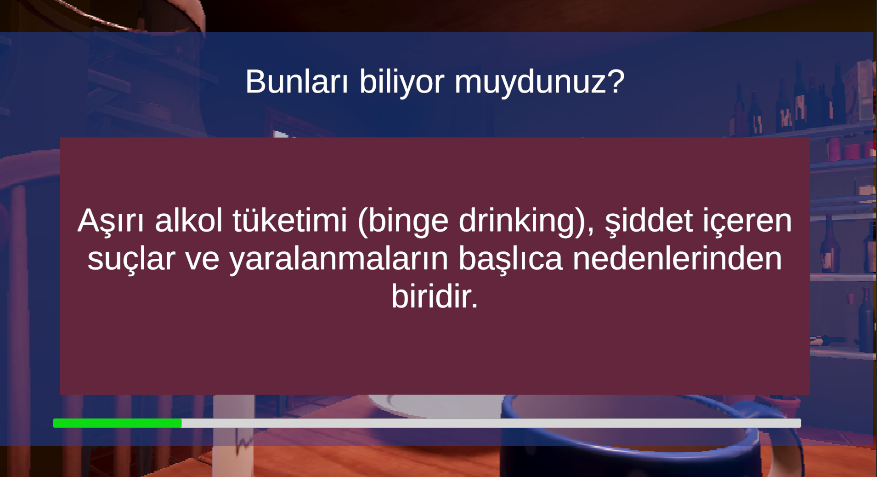 Bunları biliyor muydunuz?
Aşırı alkol tüketimi (binge drinking), şiddet içeren
suçlar ve yaralanmaların başlıca nedenlerinden
biridir.